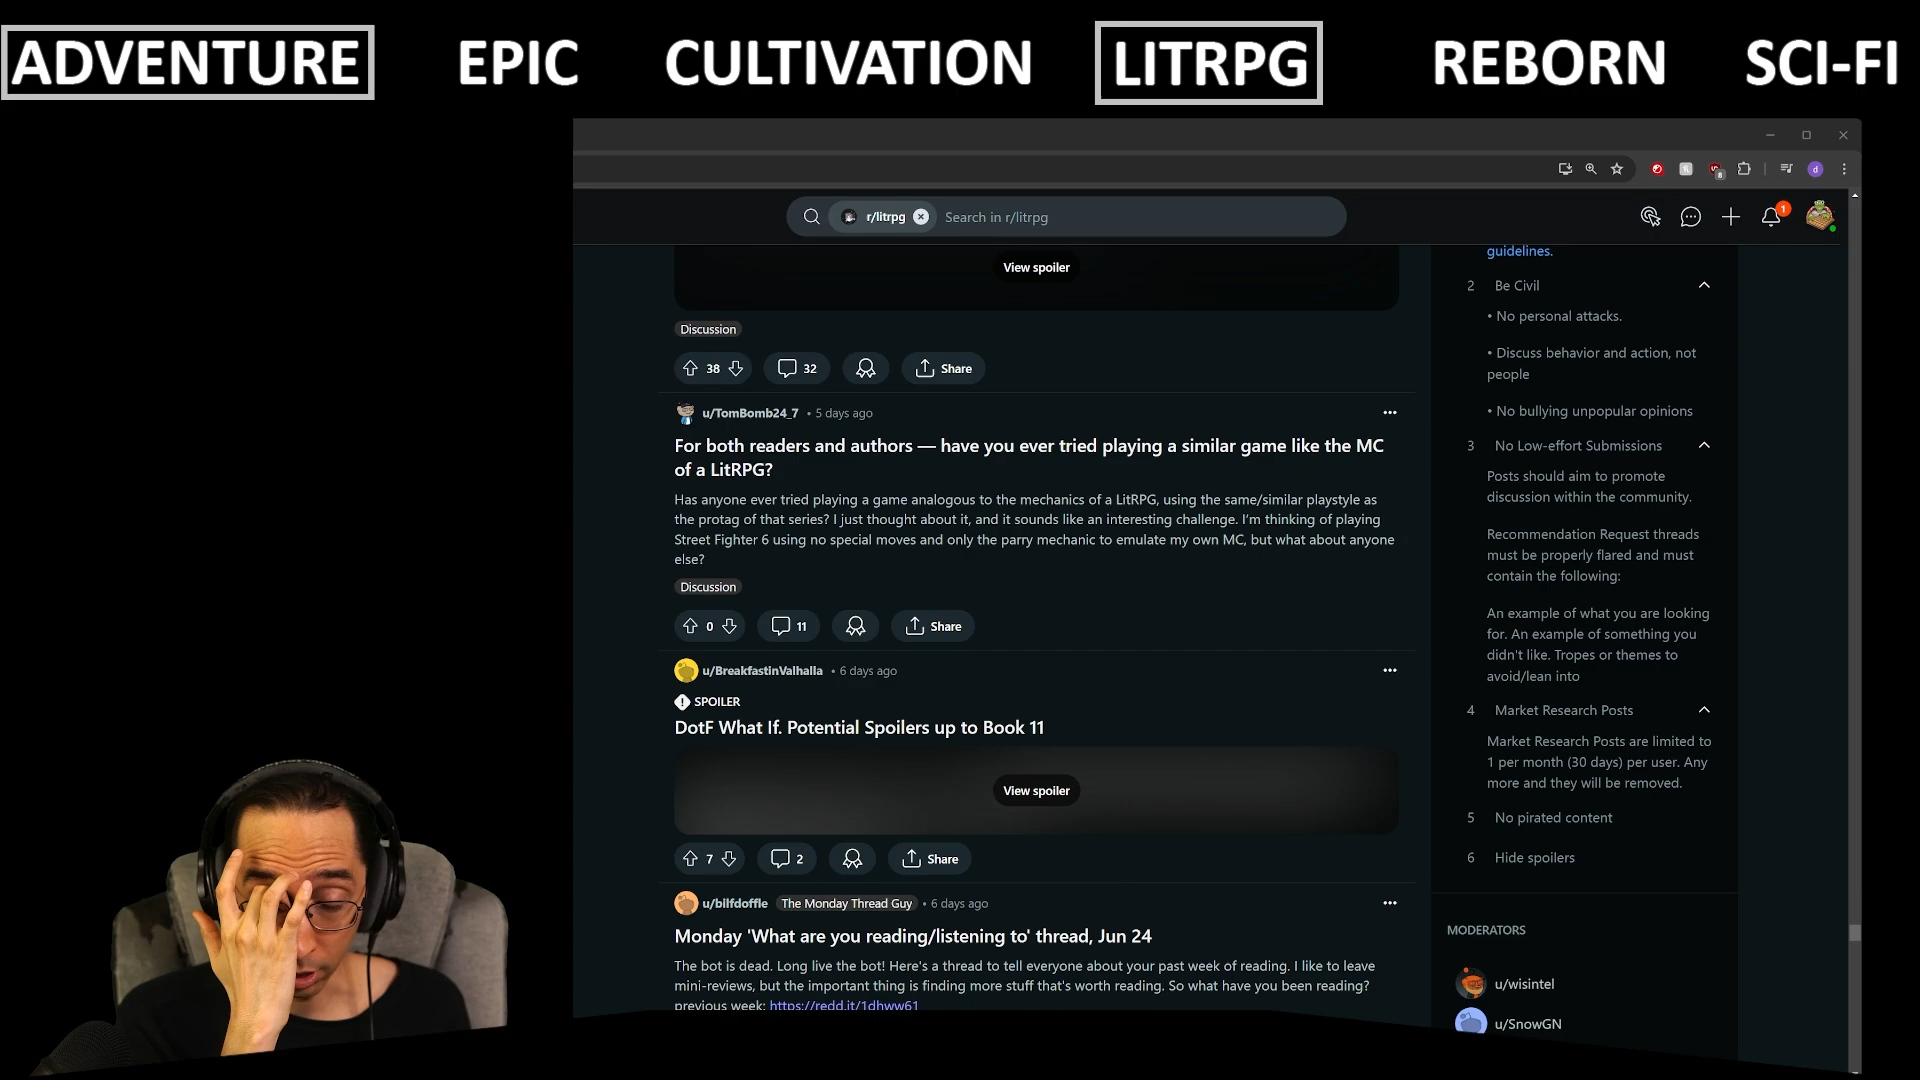 ADVENTURE EPIC CULTIVATION LITRPG REBORN SCI-FI
8
d
r/litrpg Search in r/litrpg
1
View spoiler
Discussion
38 32 Share
u/TomBomb24_7 • 5 days ago
For both readers and authors — have you ever tried playing a similar game like the MC
of a LitRPG?
Has anyone ever tried playing a game analogous to the mechanics of a LitRPG, using the same/similar playstyle as
the protag of that series? I just thought about it, and it sounds like an interesting challenge. I'm thinking of playing
Street Fighter 6 using no special moves and only the parry mechanic to emulate my own MC, but what about anyone
else?
Discussion
0 11 Share
u/BreakfastinValhalla • 6 days ago
SPOILER
DotF What If. Potential Spoilers up to Book 11
View spoiler
7 2 Share
u/bilfdoffle The Monday Thread Guy • 6 days ago
Monday 'What are you reading/listening to' thread, Jun 24
The bot is dead. Long live the bot! Here's a thread to tell everyone about your past week of reading. I like to leave
mini-reviews, but the important thing is finding more stuff that's worth reading. So what have you been reading?
previous week: https://redd.it/1dhww61
guidelines.
2 Be Civil
• No personal attacks.
• Discuss behavior and action, not
people
• No bullying unpopular opinions
3 No Low-effort Submissions
Posts should aim to promote
discussion within the community.
Recommendation Request threads
must be properly flared and must
contain the following:
An example of what you are looking
for. An example of something you
didn't like. Tropes or themes to
avoid/lean into
4 Market Research Posts
Market Research Posts are limited to
1 per month (30 days) per user. Any
more and they will be removed.
5 No pirated content
6 Hide spoilers
MODERATORS
u/wisintel
u/SnowGN